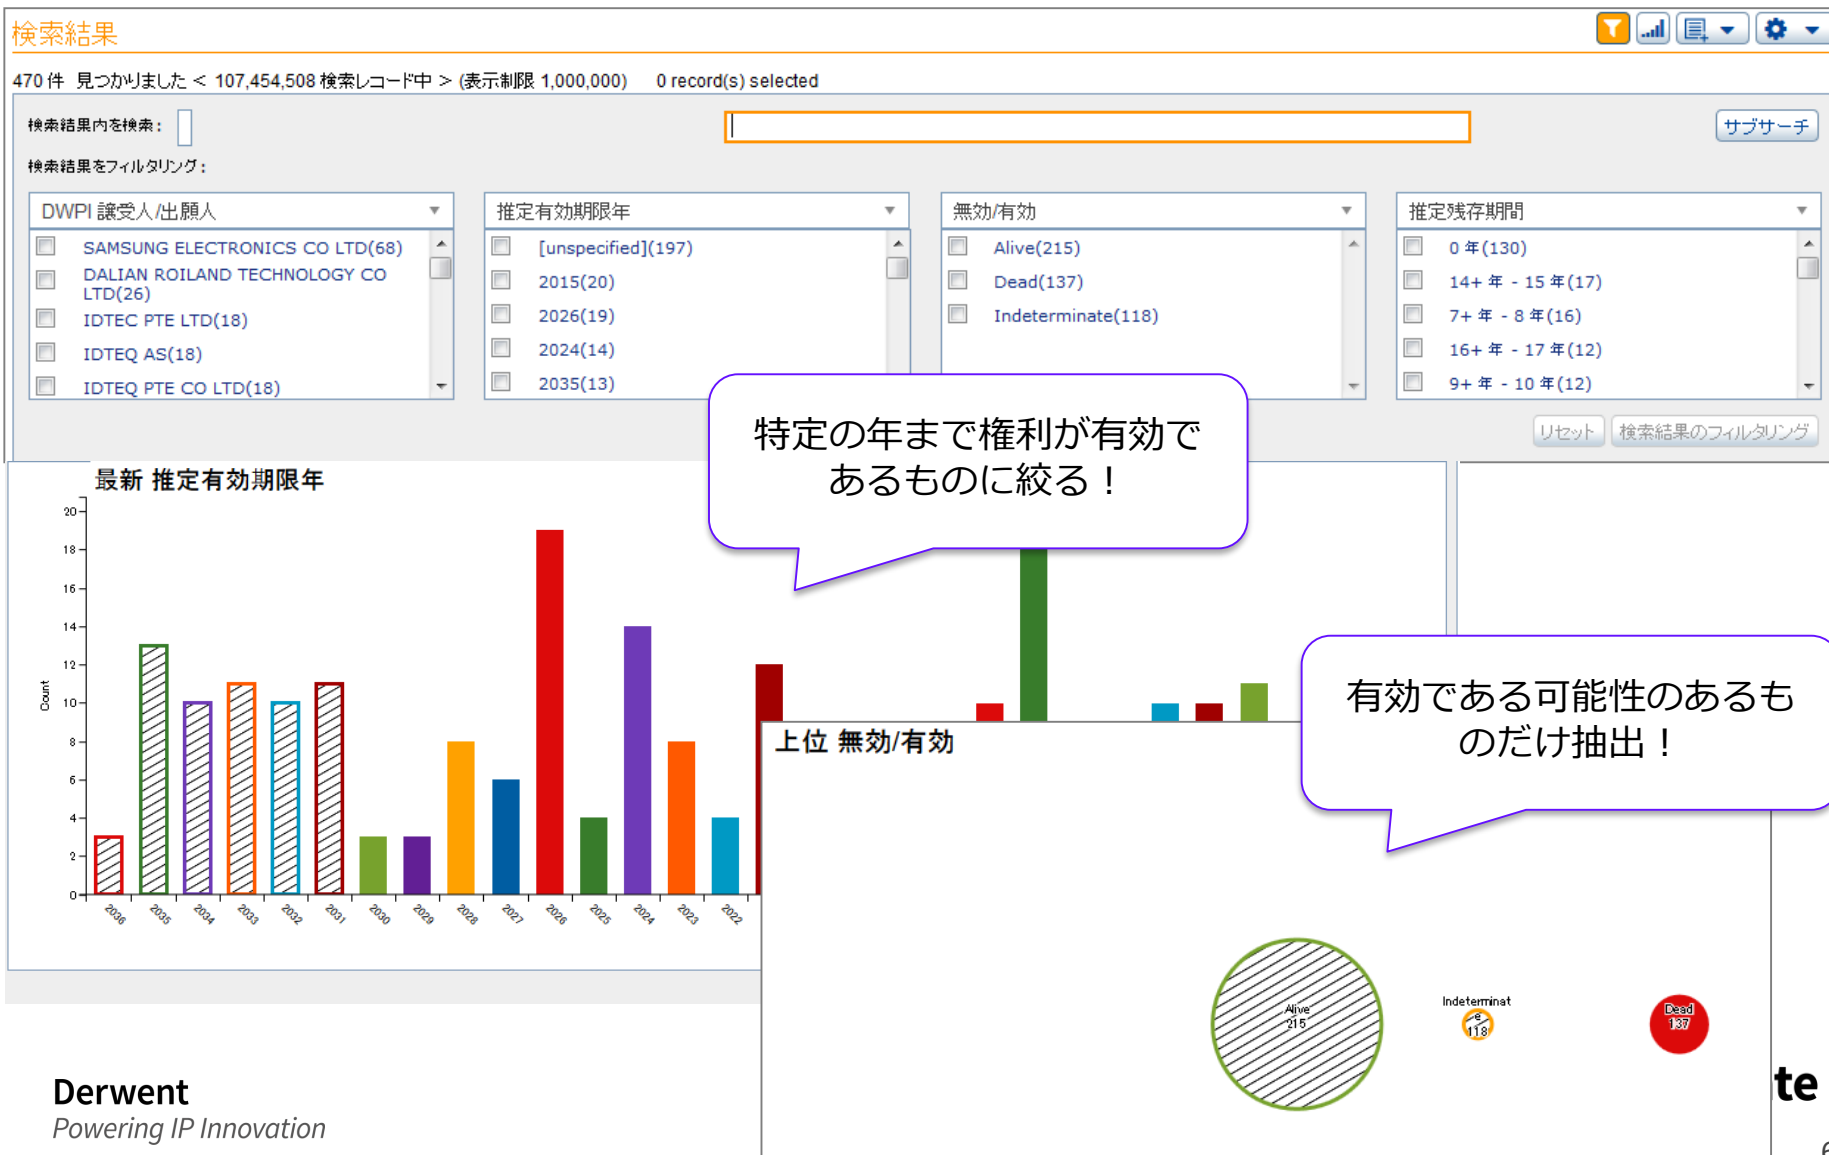 検索結果
470 件 見つかりました < 107,454,508 検索レコード中 > (表示制限 1,000,000) 0 record(s) selected
検索結果内を検索:
サブサーチ
検索結果をフィルタリング:
DWPI 譲受人/出願人
SAMSUNG ELECTRONICS CO LTD(68)
DALIAN ROILAND TECHNOLOGY CO
LTD(26)
IDTEC PTE LTD(18)
IDTEQ AS(18)
IDTEQ PTE CO LTD(18)
推定有効期限年
[unspecified](197)
2015(20)
2026(19)
2024(14)
2035(13)
無効/有効
Alive(215)
Dead(137)
Indeterminate(118)
推定残存期間
0 年(130)
14+ 年 - 15 年(17)
7+ 年 - 8 年(16)
16+ 年 - 17 年(12)
9+ 年 - 10 年(12)
リセット
検索結果のフィルタリング
特定の年まで権利が有効で
あるものに絞る！
最新 推定有効期限年
Count
20
18
16
14
12
10
8
6
4
2
0
2036
2035
2034
2033
2032
2031
2030
2029
2028
2027
2026
2025
2024
2023
2022
有効である可能性のあるも
のだけ抽出！
上位 無効/有効
Alive
215
Indeterminat
e
118
Dead
137
Derwent
Powering IP Innovation
te
6